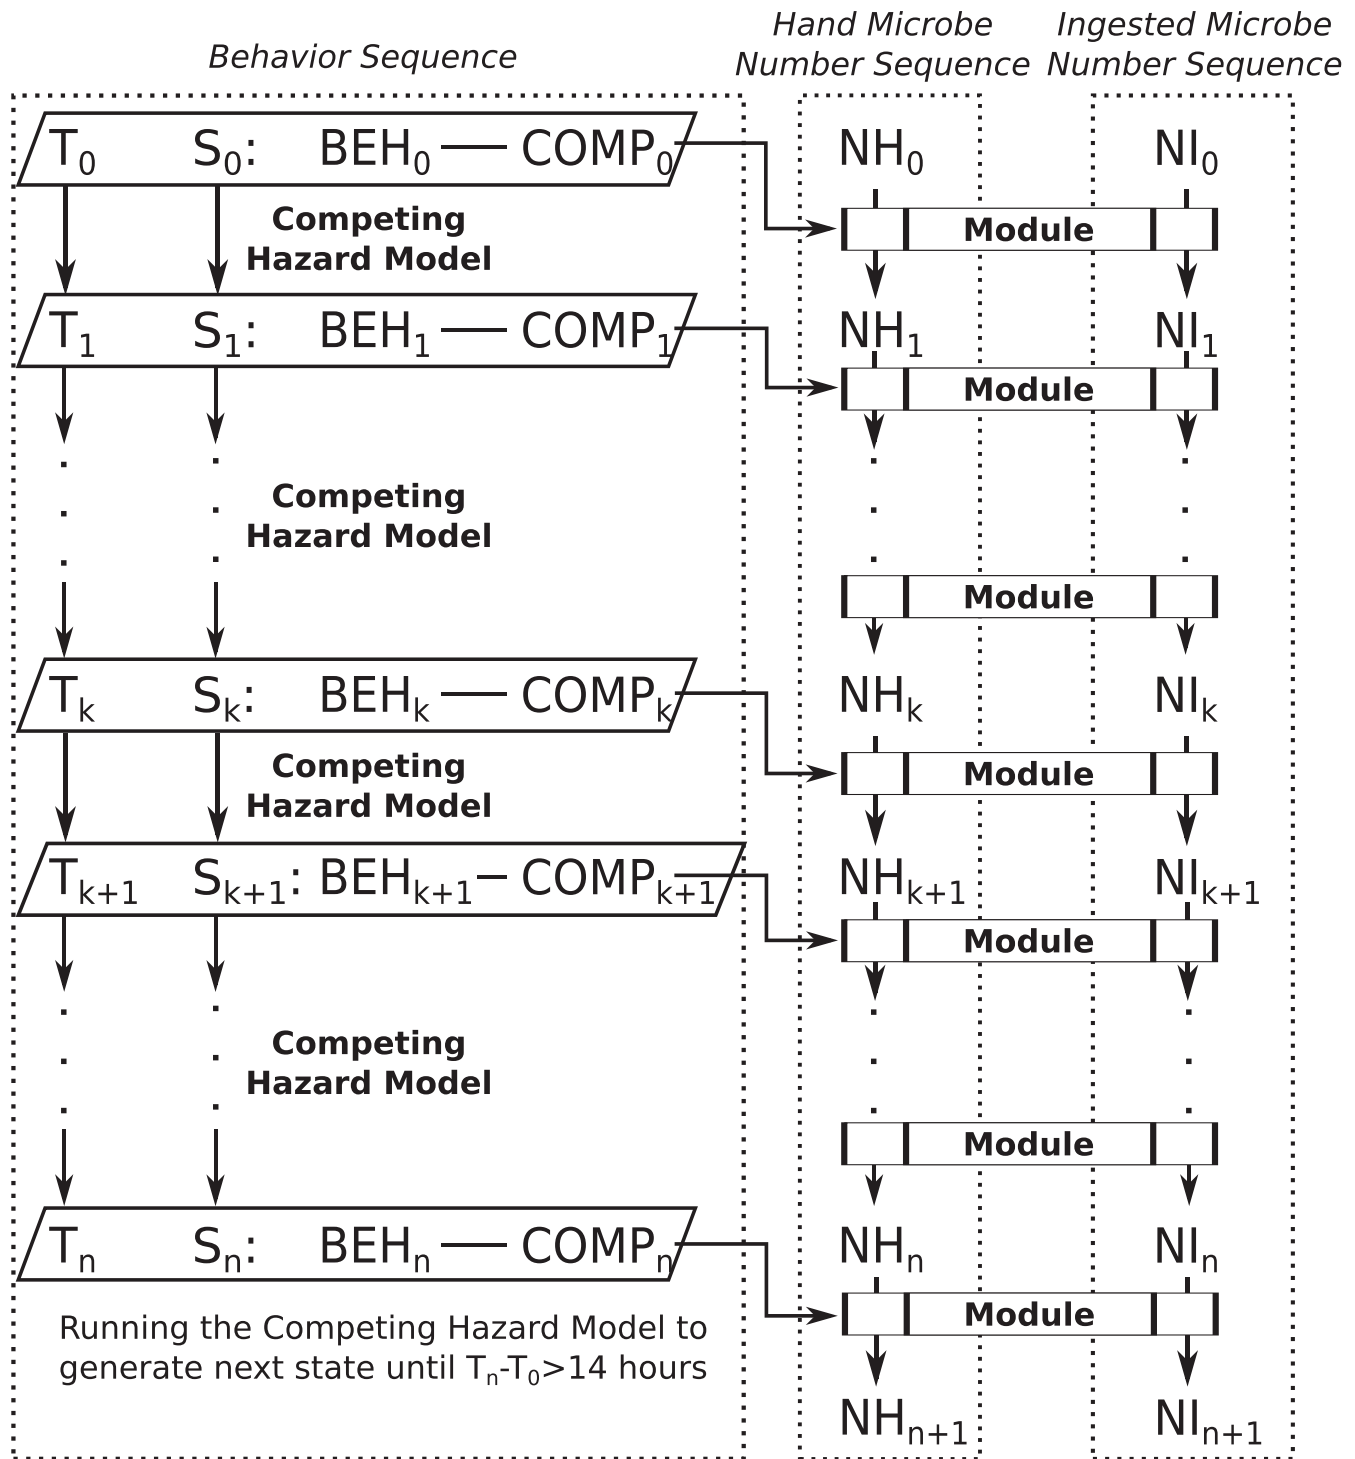 Behavior Sequence
Hand Microbe
Number Sequence
Ingested Microbe
Number Sequence
T0 S0: BEH0 — COMP0
NH0 NI0
Competing
Hazard Model
Module
T1 S1: BEH1 — COMP1
NH1 NI1
Module
Competing
Hazard Model
Module
Tk Sk: BEHk — COMPk
NHk NIk
Competing
Hazard Model
Module
Tk+1 Sk+1: BEHk+1 — COMPk+1
NHk+1 NIk+1
Module
Competing
Hazard Model
Module
Tn Sn: BEHn — COMPn
NHn NIn
Module
Running the Competing Hazard Model to
generate next state until Tn-T0>14 hours
NHn+1 NIn+1